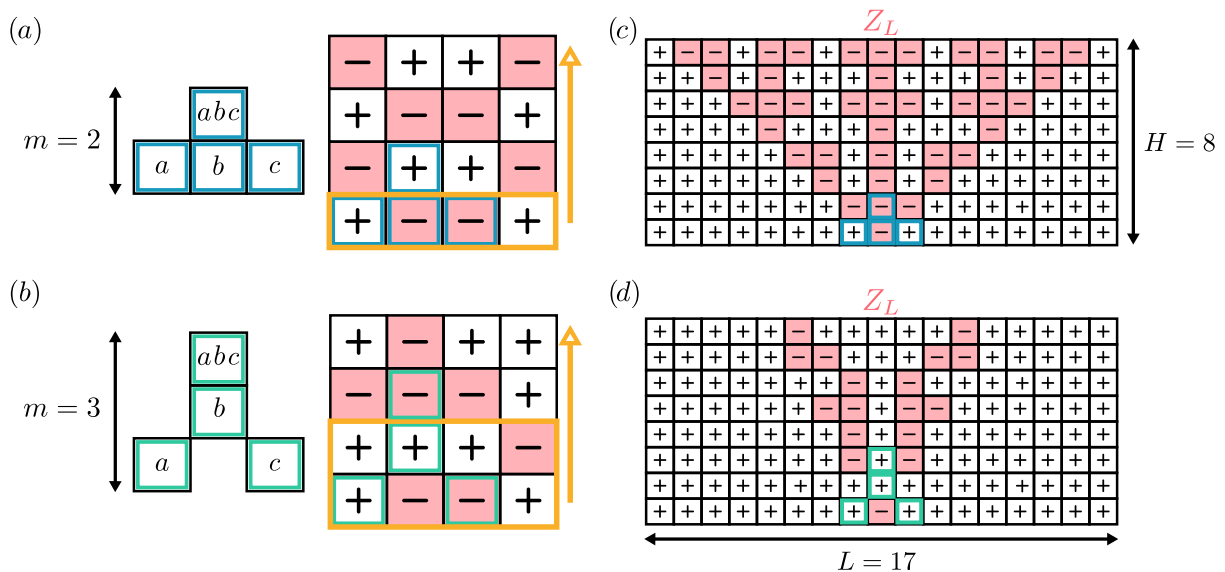 (a)
m = 2
abc
a b c
− + + −
+ − − +
− + + −
+ − − +
(b)
m = 3
abc
b
a c
+ − + +
− − − +
+ + + −
+ − − +
(c)
Z_L
+ − − + − − + − − − + − − + − − +
+ + − + − + + + − + + + − + − + +
+ + + − − − + − − − + − − − + + +
+ + + + − + + + − + + + − + + + +
+ + + + + − − + − + − − + + + + +
+ + + + + + − + − + − + + + + + +
+ + + + + + + − − − + + + + + + +
+ + + + + + + + − + + + + + + + +
H = 8
(d)
Z_L
+ + + + + − + + + + + − + + + + +
+ + + + + − − + + + − − + + + + +
+ + + + + + + − + − + + + + + + +
+ + + + + + − − + − − + + + + + +
+ + + + + + + − + − + + + + + + +
+ + + + + + + − + − + + + + + + +
+ + + + + + + + + + + + + + + + +
+ + + + + + + + − + + + + + + + +
L = 17